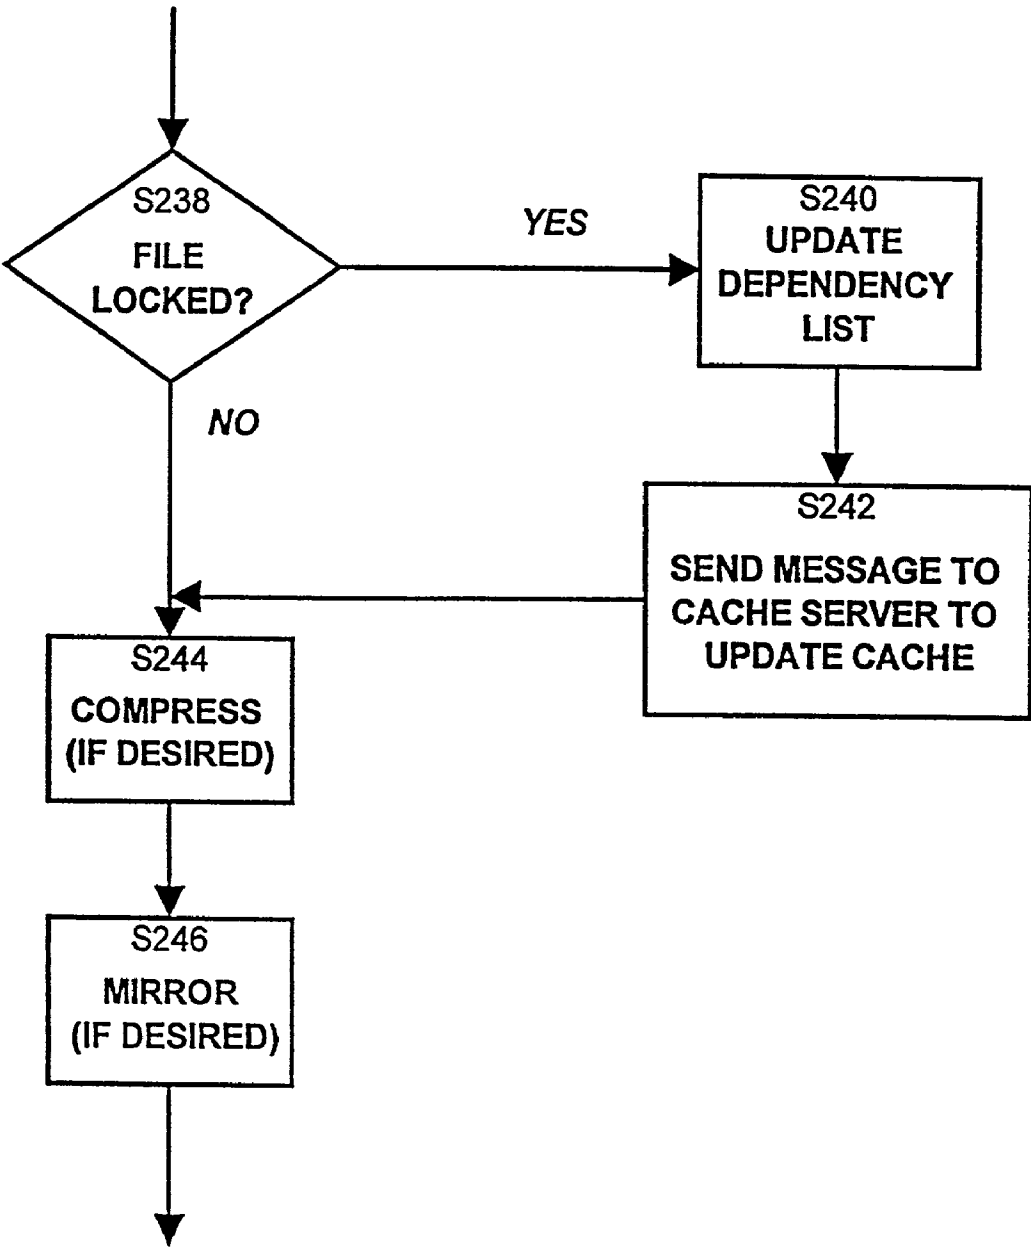 S238
FILE
LOCKED?
YES
S240
UPDATE
DEPENDENCY
LIST
NO
S242
SEND MESSAGE TO
CACHE SERVER TO
UPDATE CACHE
S244
COMPRESS
(IF DESIRED)
S246
MIRROR
(IF DESIRED)